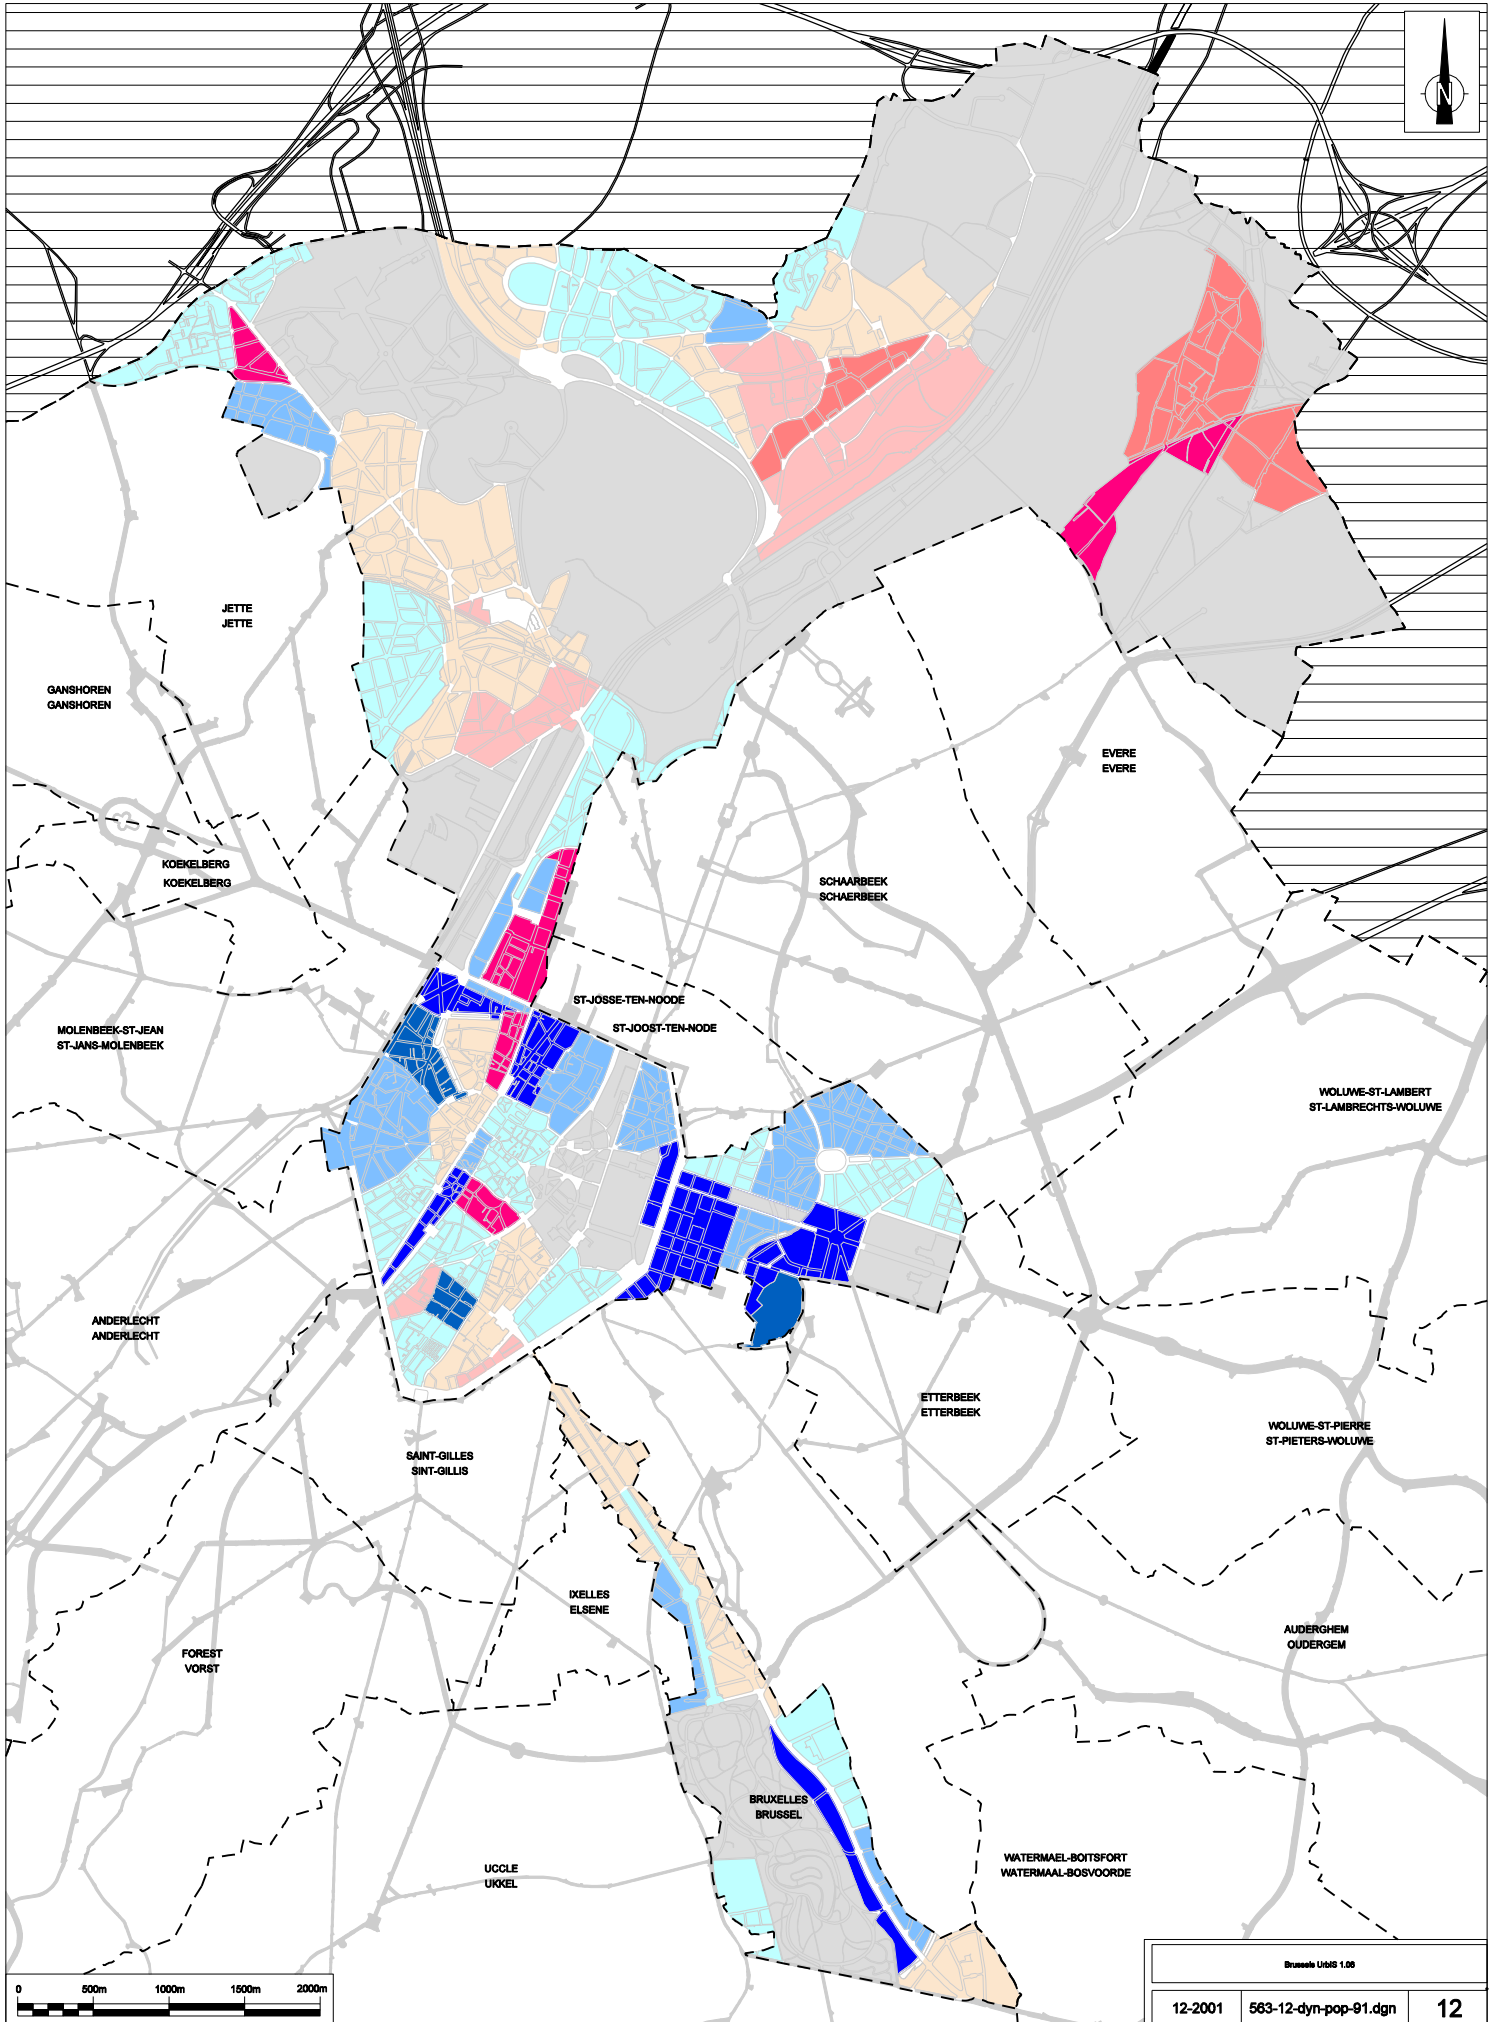 N
JETTE
JETTE
GANSHOREN
GANSHOREN
EVERE
EVERE
KOEKELBERG
KOEKELBERG
SCHAARBEEK
SCHAERBEEK
ST-JOSSE-TEN-NOODE
ST-JOOST-TEN-NODE
MOLENBEEK-ST-JEAN
ST-JANS-MOLENBEEK
WOLUWE-ST-LAMBERT
ST-LAMBRECHTS-WOLUWE
ANDERLECHT
ANDERLECHT
ETTERBEEK
ETTERBEEK
WOLUWE-ST-PIERRE
ST-PIETERS-WOLUWE
SAINT-GILLES
SINT-GILLIS
IXELLES
ELSENE
AUDERGHEM
OUDERGEM
FOREST
VORST
BRUXELLES
BRUSSEL
WATERMAEL-BOITSFORT
WATERMAAL-BOSVOORDE
UCCLE
UKKEL
0 500m 1000m 1500m 2000m
Brussels UrbIS 1.06
12-2001 563-12-dyn-pop-91.dgn 12